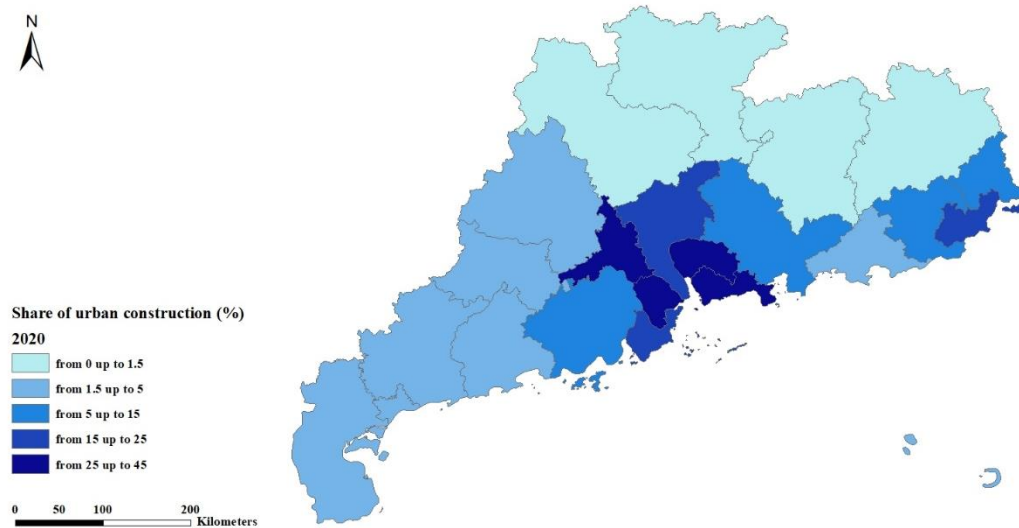 N
Share of urban construction (%)
2020
from 0 up to 1.5
from 1.5 up to 5
from 5 up to 15
from 15 up to 25
from 25 up to 45
0 50 100 200
Kilometers